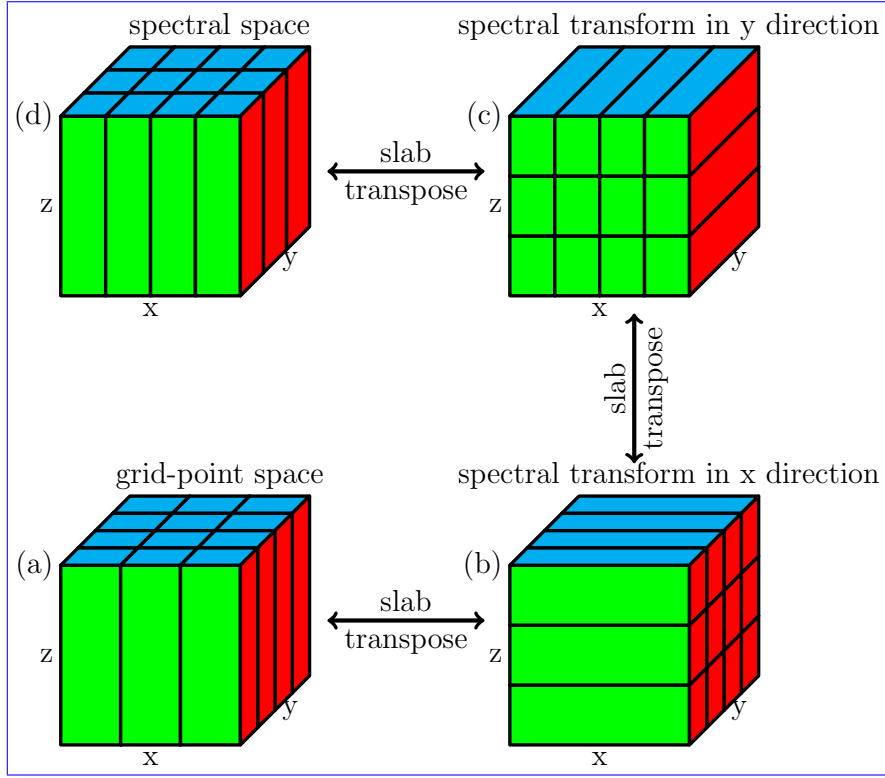 spectral space
spectral transform in y direction
(d)
(c)
slab
transpose
z
z
y
y
x
x
slab
transpose
grid-point space
spectral transform in x direction
(a)
(b)
slab
transpose
z
z
y
y
x
x